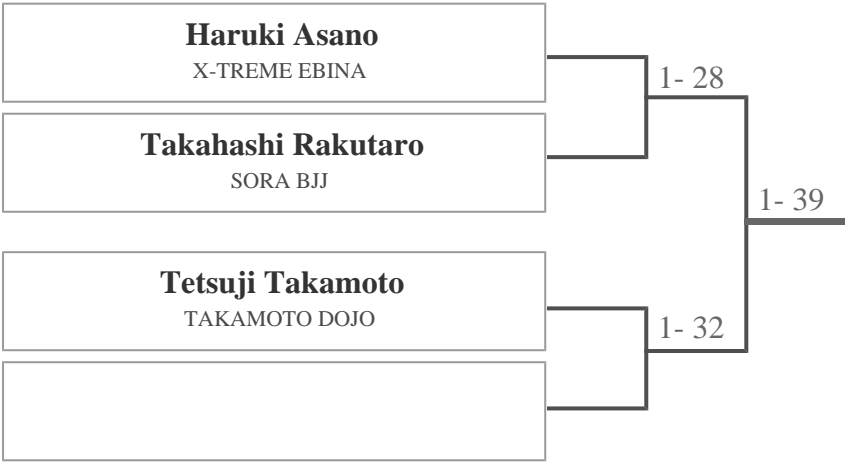 Haruki Asano
X-TREME EBINA
1- 28
Takahashi Rakutaro
SORA BJJ
1- 39
Tetsuji Takamoto
TAKAMOTO DOJO
1- 32